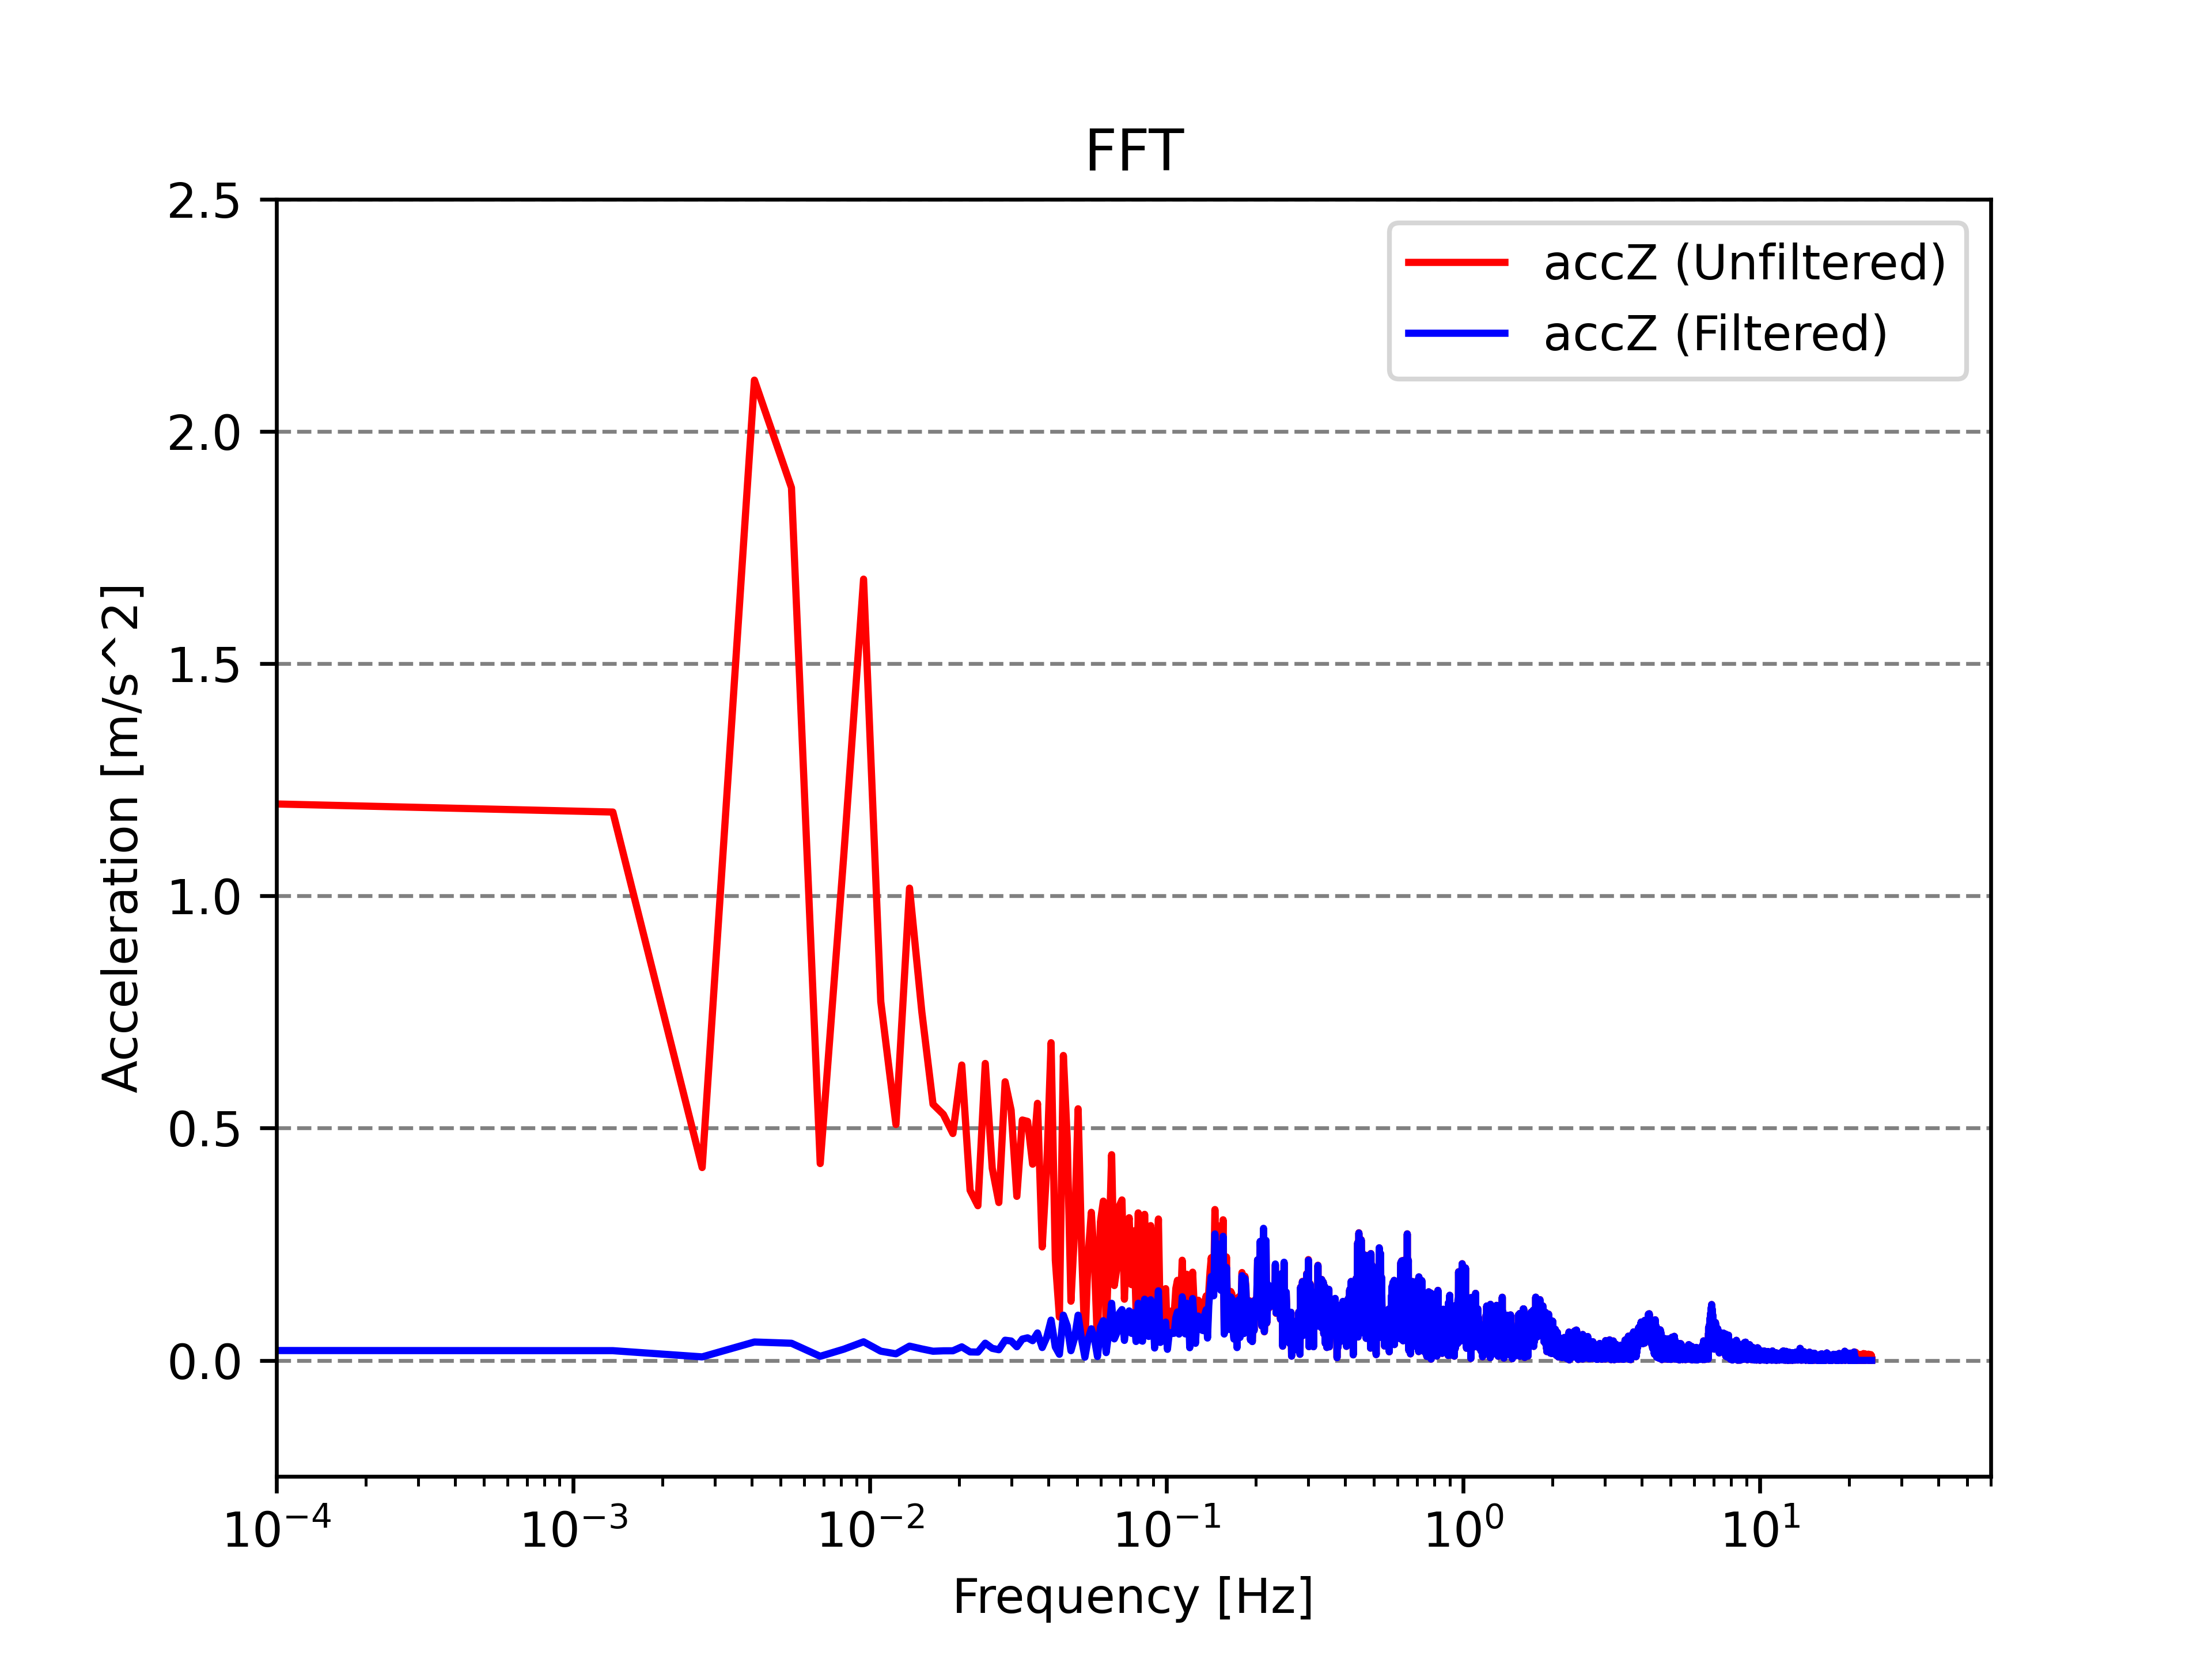 FFT
accZ (Unfiltered)
accZ (Filtered)
2.5
2.0
1.5
1.0
0.5
0.0
Acceleration [m/s^2]
10⁻⁴ 10⁻³ 10⁻² 10⁻¹ 10⁰ 10¹
Frequency [Hz]